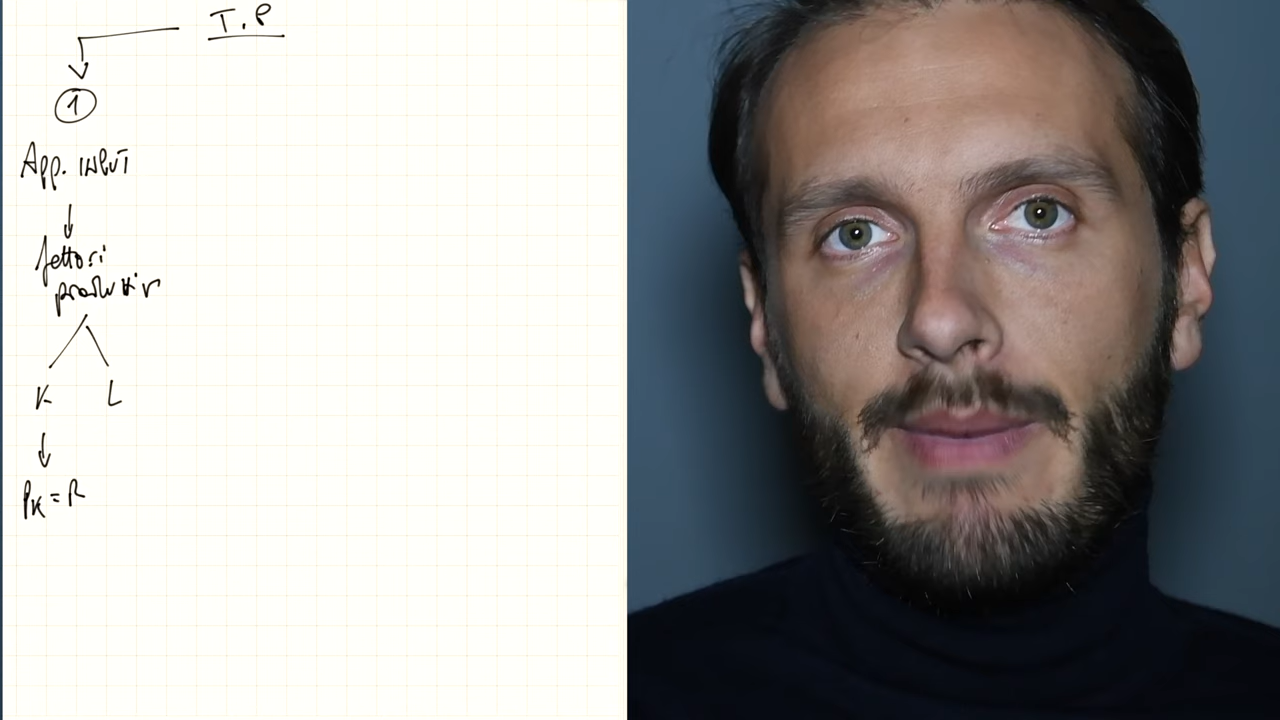 T.P
1
App. INPUT
fattori
produttivi
K L
PK = R